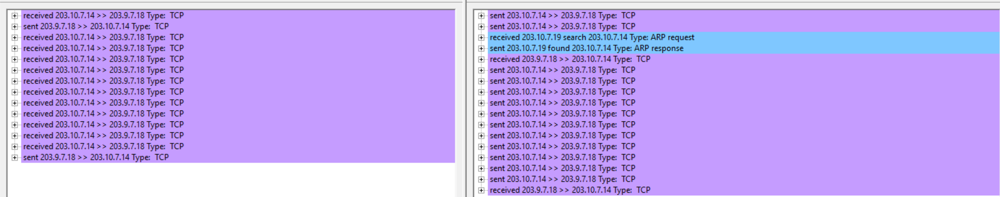 received 203.10.7.14 >> 203.9.7.18 Type: TCP
sent 203.9.7.18 >> 203.10.7.14 Type: TCP
received 203.10.7.14 >> 203.9.7.18 Type: TCP
received 203.10.7.14 >> 203.9.7.18 Type: TCP
received 203.10.7.14 >> 203.9.7.18 Type: TCP
received 203.10.7.14 >> 203.9.7.18 Type: TCP
received 203.10.7.14 >> 203.9.7.18 Type: TCP
received 203.10.7.14 >> 203.9.7.18 Type: TCP
received 203.10.7.14 >> 203.9.7.18 Type: TCP
received 203.10.7.14 >> 203.9.7.18 Type: TCP
received 203.10.7.14 >> 203.9.7.18 Type: TCP
received 203.10.7.14 >> 203.9.7.18 Type: TCP
received 203.10.7.14 >> 203.9.7.18 Type: TCP
sent 203.9.7.18 >> 203.10.7.14 Type: TCP
sent 203.10.7.14 >> 203.9.7.18 Type: TCP
sent 203.10.7.14 >> 203.9.7.18 Type: TCP
received 203.10.7.19 search 203.10.7.14 Type: ARP request
sent 203.10.7.19 found 203.10.7.14 Type: ARP response
received 203.9.7.18 >> 203.10.7.14 Type: TCP
sent 203.10.7.14 >> 203.9.7.18 Type: TCP
sent 203.10.7.14 >> 203.9.7.18 Type: TCP
sent 203.10.7.14 >> 203.9.7.18 Type: TCP
sent 203.10.7.14 >> 203.9.7.18 Type: TCP
sent 203.10.7.14 >> 203.9.7.18 Type: TCP
sent 203.10.7.14 >> 203.9.7.18 Type: TCP
sent 203.10.7.14 >> 203.9.7.18 Type: TCP
sent 203.10.7.14 >> 203.9.7.18 Type: TCP
sent 203.10.7.14 >> 203.9.7.18 Type: TCP
sent 203.10.7.14 >> 203.9.7.18 Type: TCP
sent 203.10.7.14 >> 203.9.7.18 Type: TCP
received 203.9.7.18 >> 203.10.7.14 Type: TCP